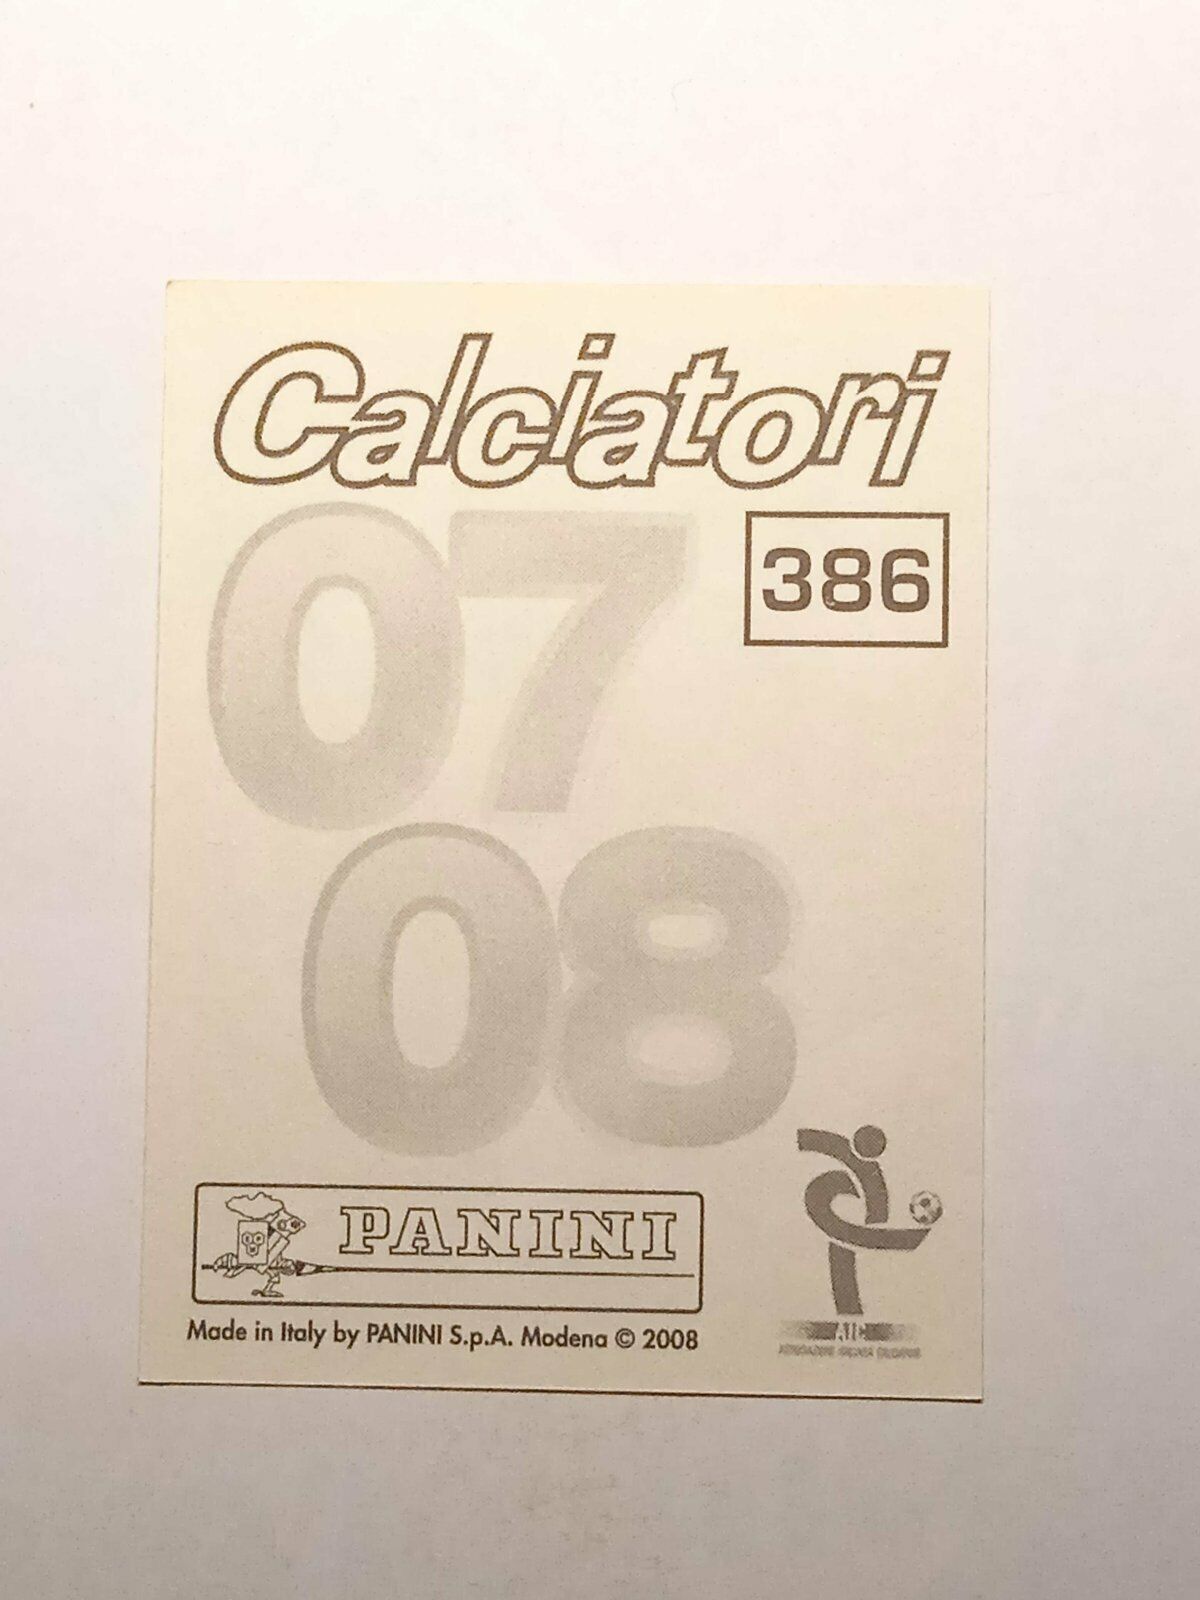 Calciatori
07
386
08
PANINI
Made in Italy by PANINI S.p.A. Modena © 2008